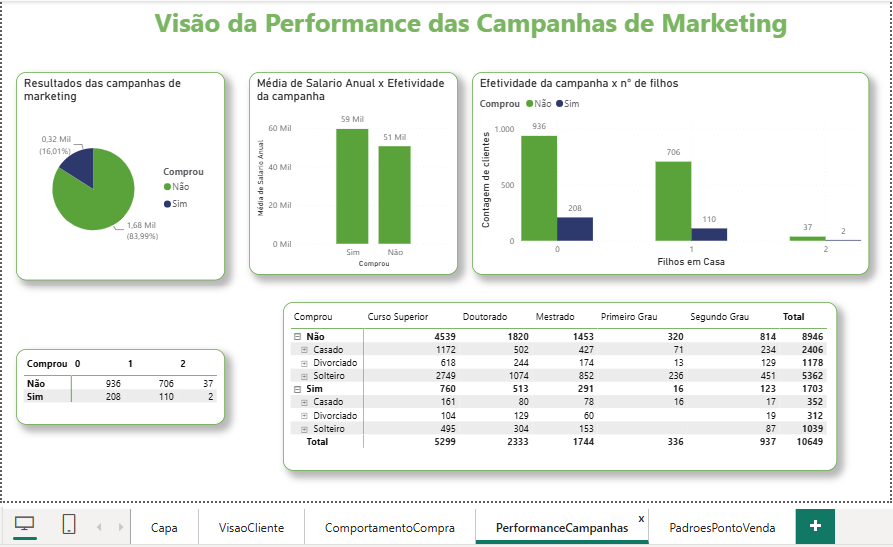 Visão da Performance das Campanhas de Marketing
Resultados das campanhas de
marketing
0,32 Mil
(16,01%)
Comprou
Não
Sim
1,68 Mil
(83,99%)
Média de Salario Anual x Efetividade
da campanha
Média de Salario Anual
60 Mil
40 Mil
20 Mil
0 Mil
59 Mil
51 Mil
Sim Não
Comprou
Efetividade da campanha x n° de filhos
Comprou Não Sim
Contagem de clientes
1.000
500
0
936
208
706
110
37
2
0 1 2
Filhos em Casa
Comprou 0 1 2
Não 936 706 37
Sim 208 110 2
Comprou Curso Superior Doutorado Mestrado Primeiro Grau Segundo Grau Total
Não 4539 1820 1453 320 814 8946
Casado 1172 502 427 71 234 2406
Divorciado 618 244 174 13 129 1178
Solteiro 2749 1074 852 236 451 5362
Sim 760 513 291 16 123 1703
Casado 161 80 78 16 17 352
Divorciado 104 129 60 19 312
Solteiro 495 304 153 87 1039
Total 5299 2333 1744 336 937 10649
Capa VisaoCliente ComportamentoCompra PerformanceCampanhas x PadroesPontoVenda +